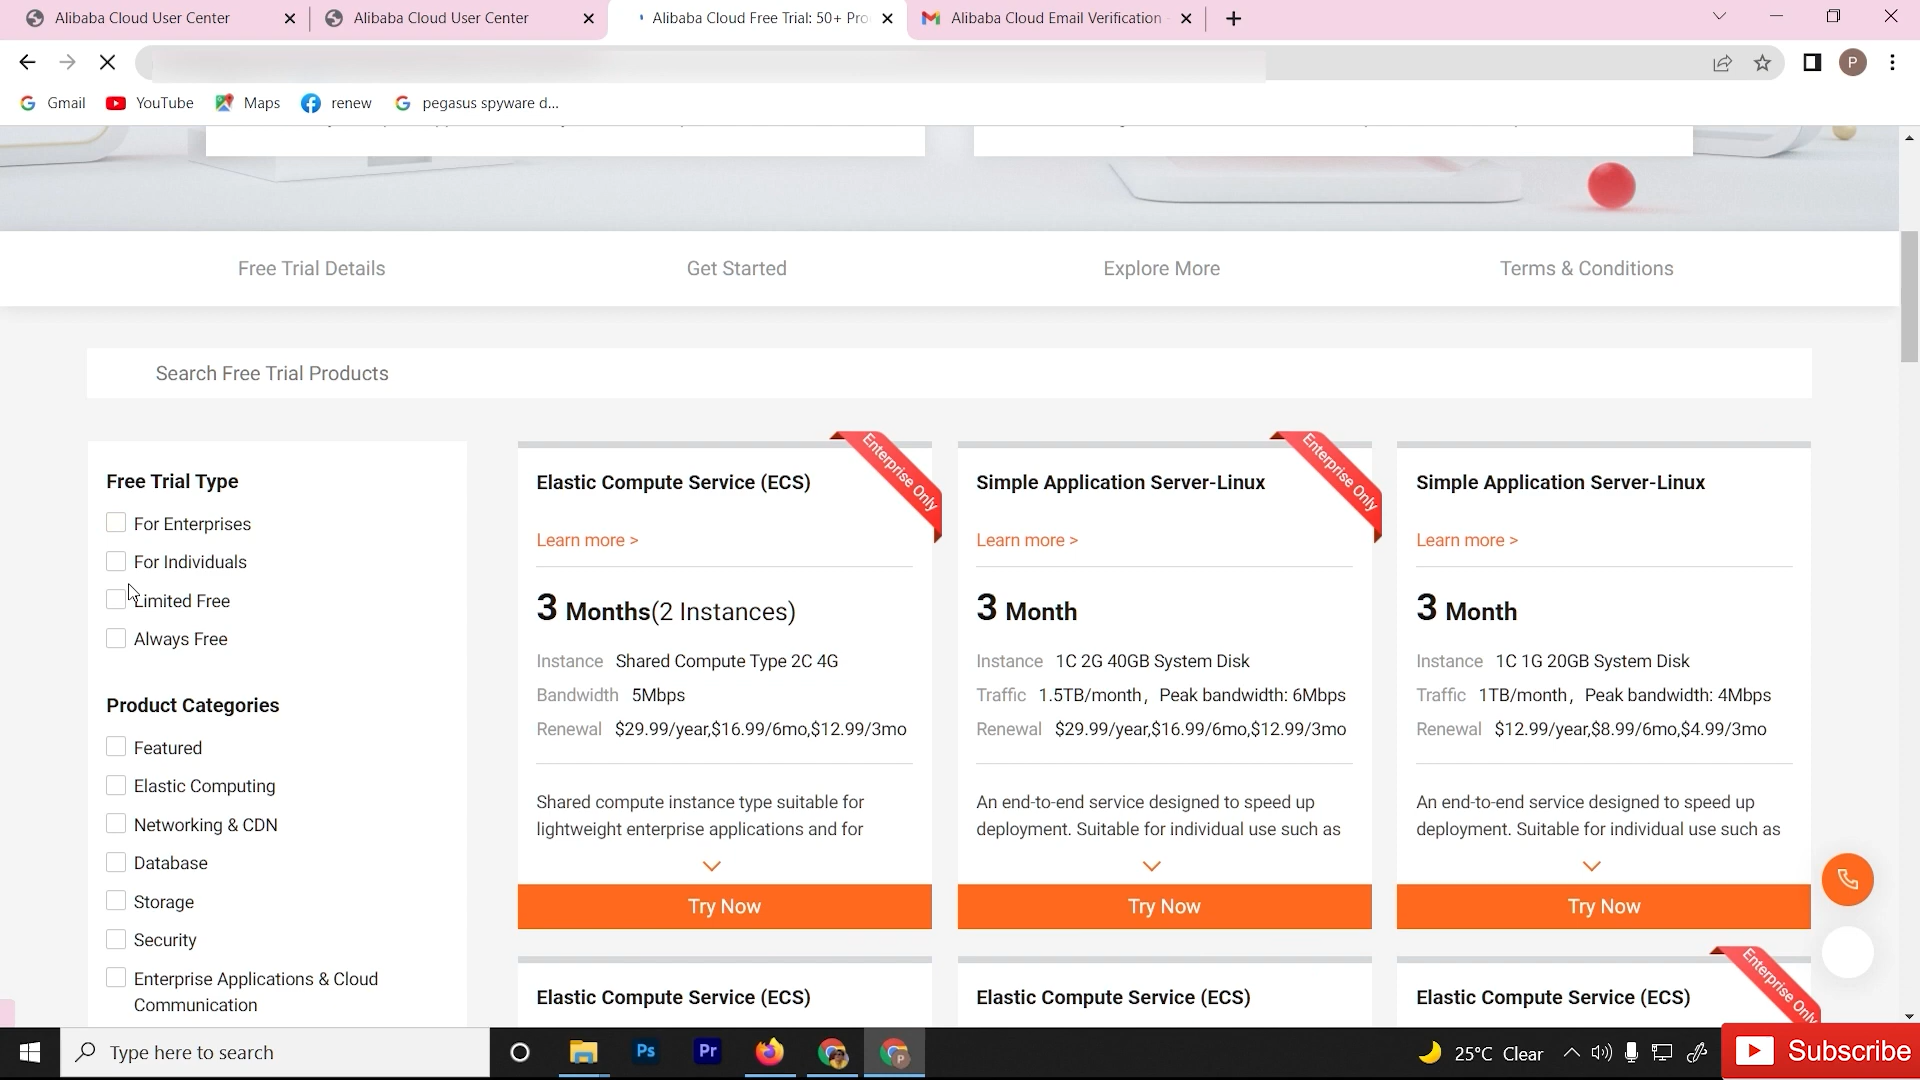 Alibaba Cloud User Center
Alibaba Cloud User Center
Alibaba Cloud Free Trial: 50+ Pro
Alibaba Cloud Email Verification
P
Gmail
YouTube
Maps
renew
pegasus spyware d...
Free Trial Details
Get Started
Explore More
Terms & Conditions
Search Free Trial Products
Free Trial Type
For Enterprises
For Individuals
Limited Free
Always Free
Product Categories
Featured
Elastic Computing
Networking & CDN
Database
Storage
Security
Enterprise Applications & Cloud
Communication
Enterprise Only
Elastic Compute Service (ECS)
Learn more >
3 Months(2 Instances)
Instance Shared Compute Type 2C 4G
Bandwidth 5Mbps
Renewal $29.99/year,$16.99/6mo,$12.99/3mo
Shared compute instance type suitable for
lightweight enterprise applications and for
Try Now
Enterprise Only
Simple Application Server-Linux
Learn more >
3 Month
Instance 1C 2G 40GB System Disk
Traffic 1.5TB/month, Peak bandwidth: 6Mbps
Renewal $29.99/year,$16.99/6mo,$12.99/3mo
An end-to-end service designed to speed up
deployment. Suitable for individual use such as
Try Now
Simple Application Server-Linux
Learn more >
3 Month
Instance 1C 1G 20GB System Disk
Traffic 1TB/month, Peak bandwidth: 4Mbps
Renewal $12.99/year,$8.99/6mo,$4.99/3mo
An end-to-end service designed to speed up
deployment. Suitable for individual use such as
Try Now
Elastic Compute Service (ECS)
Elastic Compute Service (ECS)
Elastic Compute Service (ECS)
Enterprise Only
Type here to search
Ps
Pr
P
25°C Clear
Subscribe